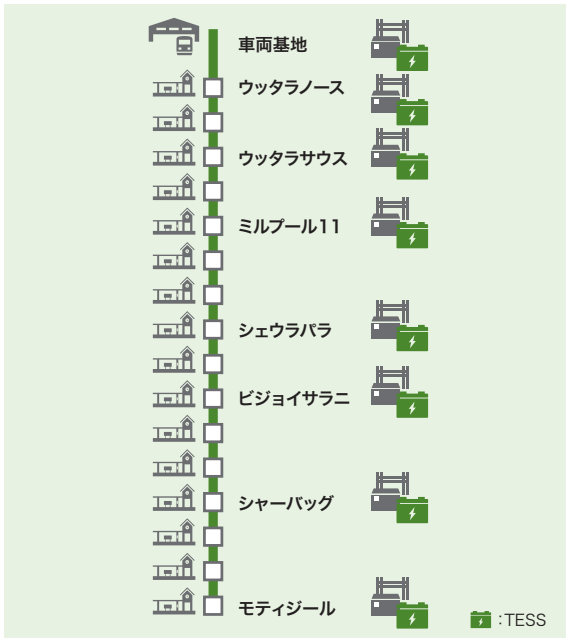 車両基地
ウッタラノース
ウッタラサウス
ミルプール11
シェウラパラ
ビジョイサラニ
シャーバッグ
モティジール
:TESS